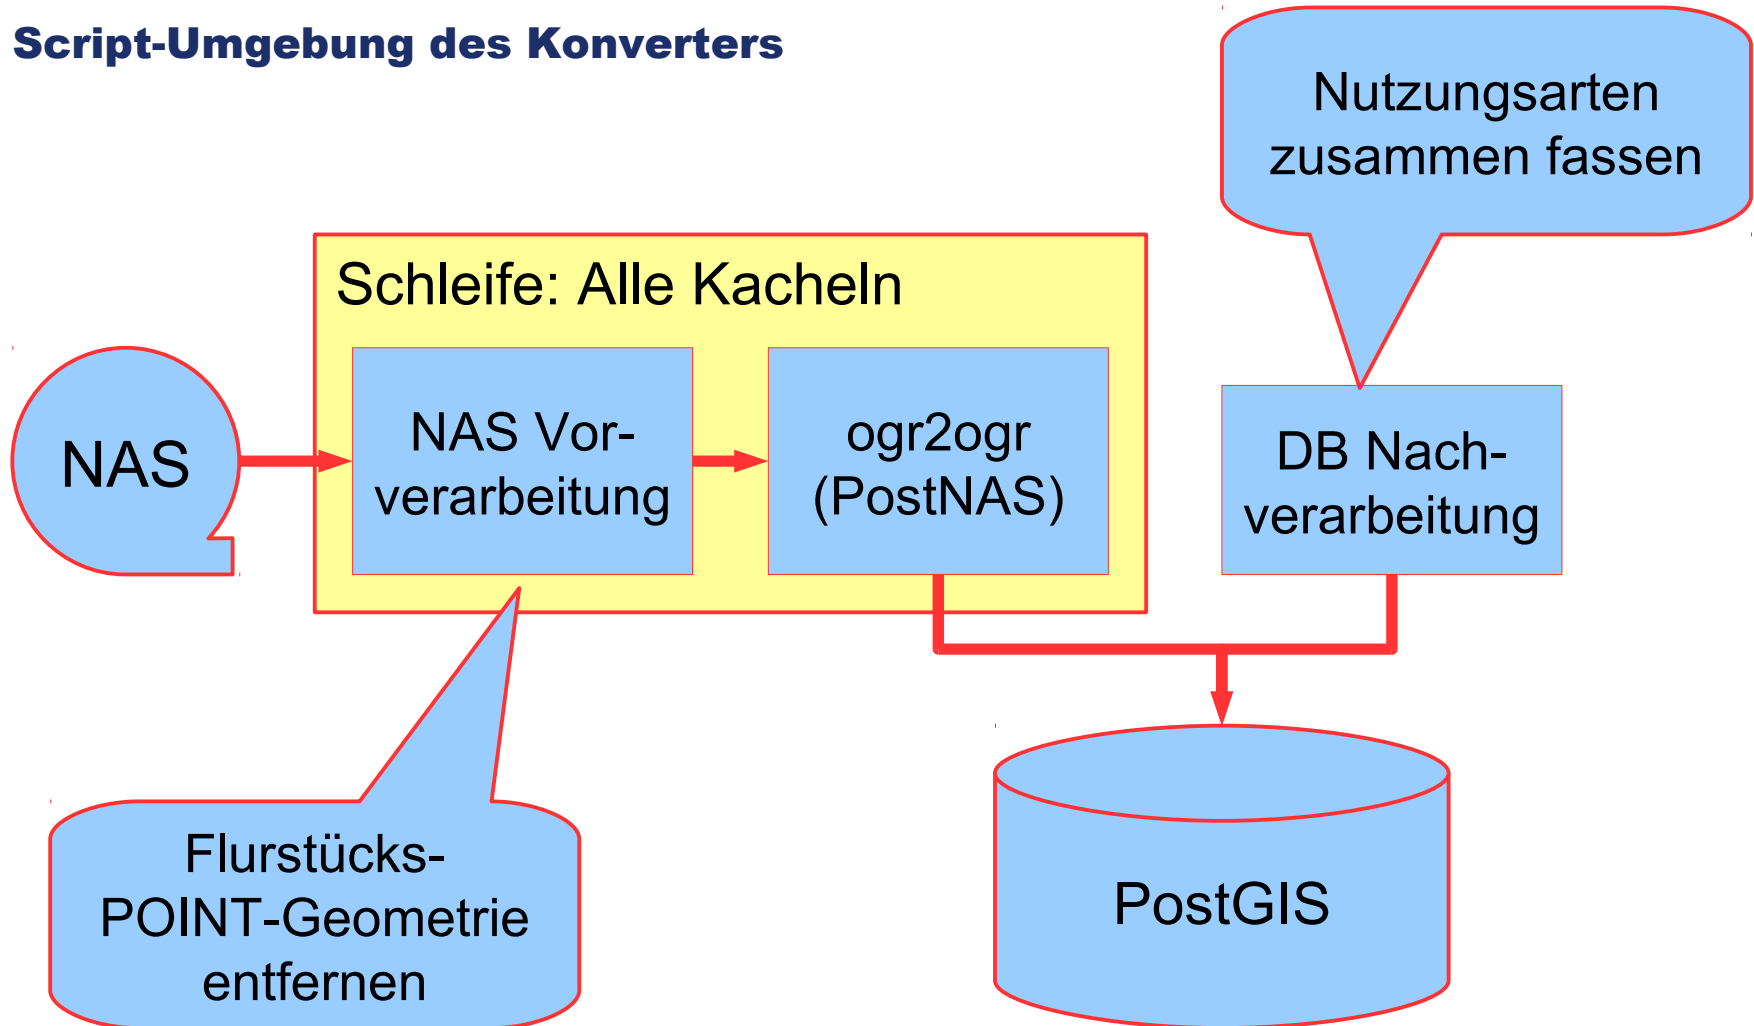 Script-Umgebung des Konverters
Nutzungsarten
zusammen fassen
Schleife: Alle Kacheln
NAS
NAS Vor-
verarbeitung
ogr2ogr
(PostNAS)
DB Nach-
verarbeitung
Flurstücks-
POINT-Geometrie
entfernen
PostGIS